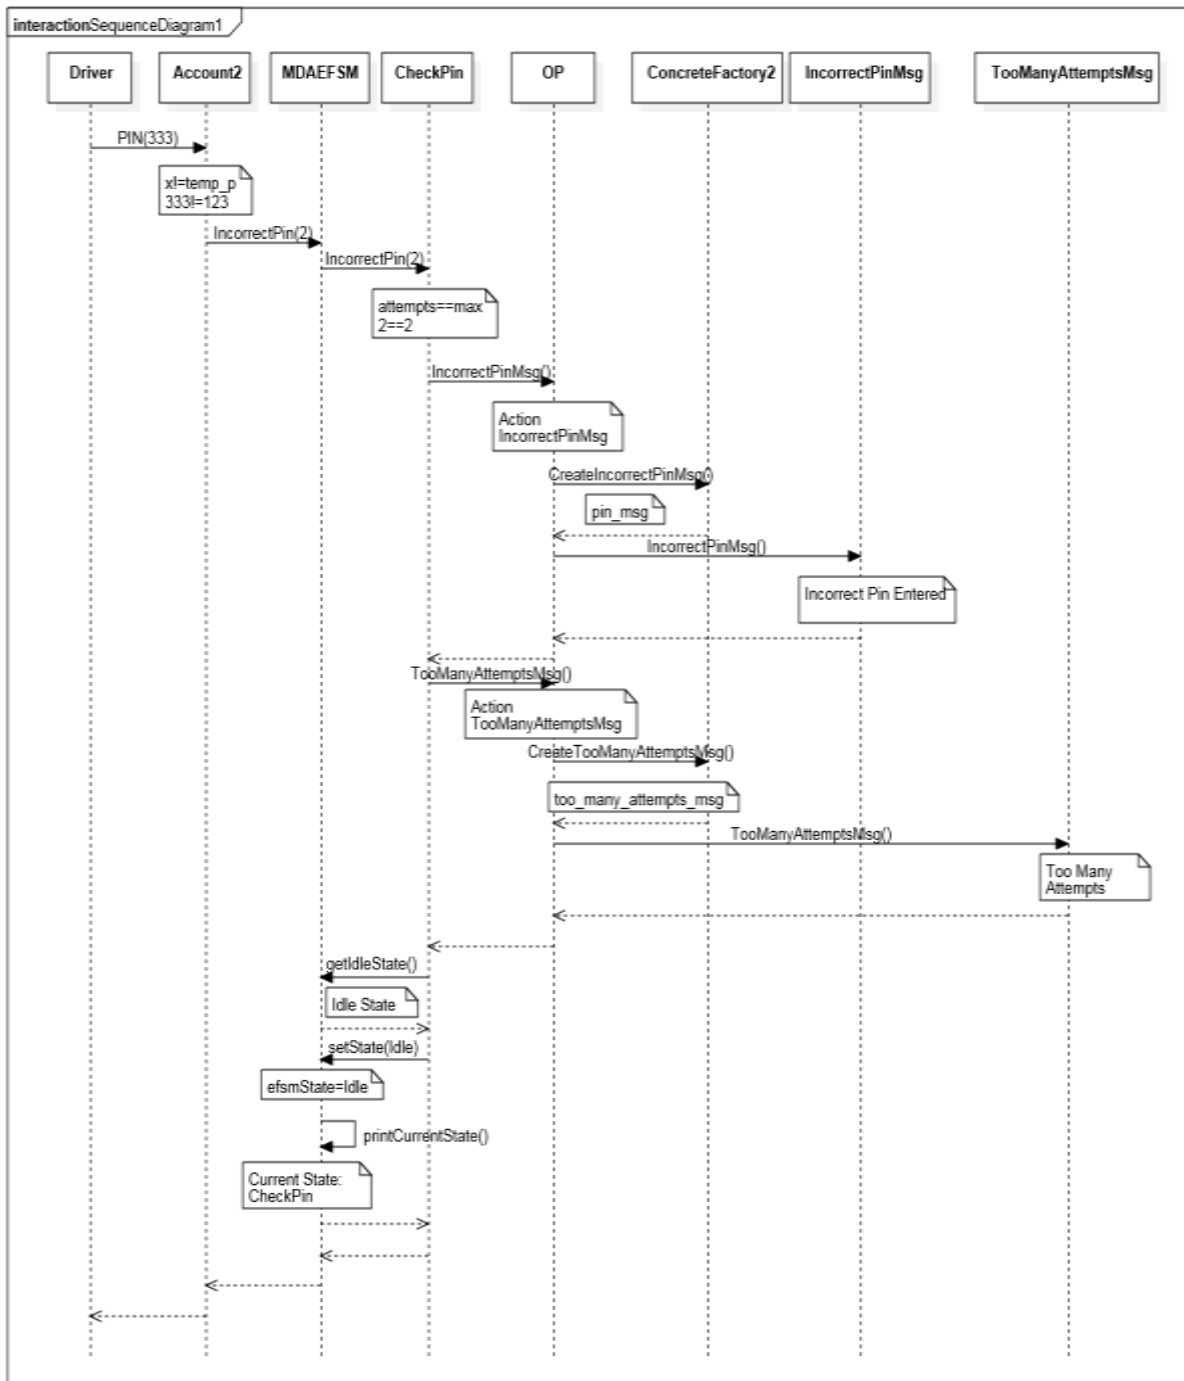 interactionSequenceDiagram1
Driver
Account2
MDAEFSM
CheckPin
OP
ConcreteFactory2
IncorrectPinMsg
TooManyAttemptsMsg
PIN(333)
x!=temp_p
333!=123
IncorrectPin(2)
IncorrectPin(2)
attempts==max
2==2
IncorrectPinMsg()
Action
IncorrectPinMsg
CreateIncorrectPinMsg()
pin_msg
IncorrectPinMsg()
Incorrect Pin Entered
TooManyAttemptsMsg()
Action
TooManyAttemptsMsg
CreateTooManyAttemptsMsg()
too_many_attempts_msg
TooManyAttemptsMsg()
Too Many
Attempts
getIdleState()
Idle State
setState(Idle)
efsmState=Idle
printCurrentState()
Current State:
CheckPin